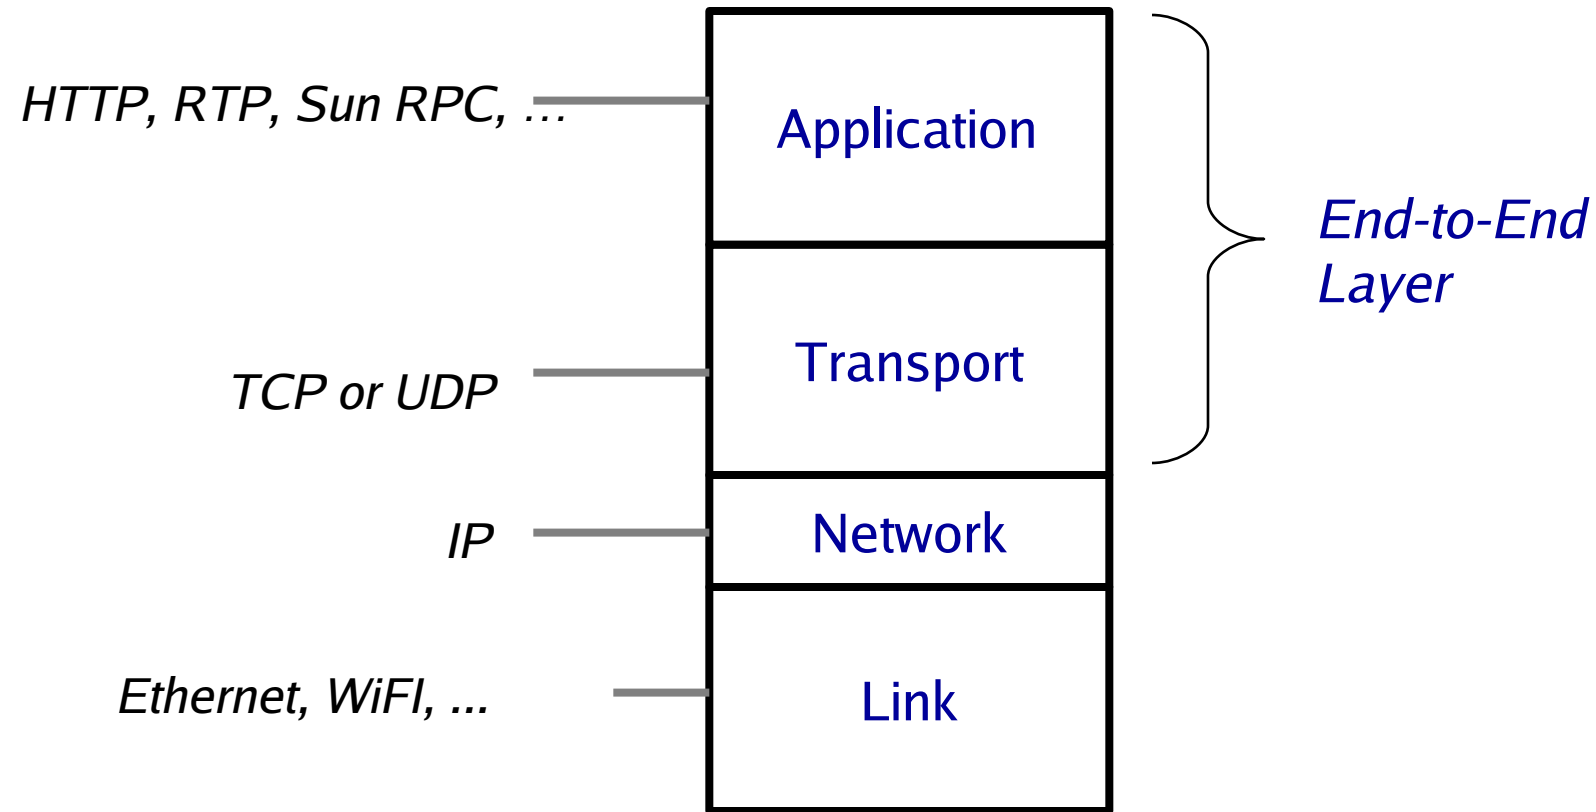 HTTP, RTP, Sun RPC, ...
Application
End-to-End
Layer
Transport
TCP or UDP
IP
Network
Ethernet, WiFI, ...
Link